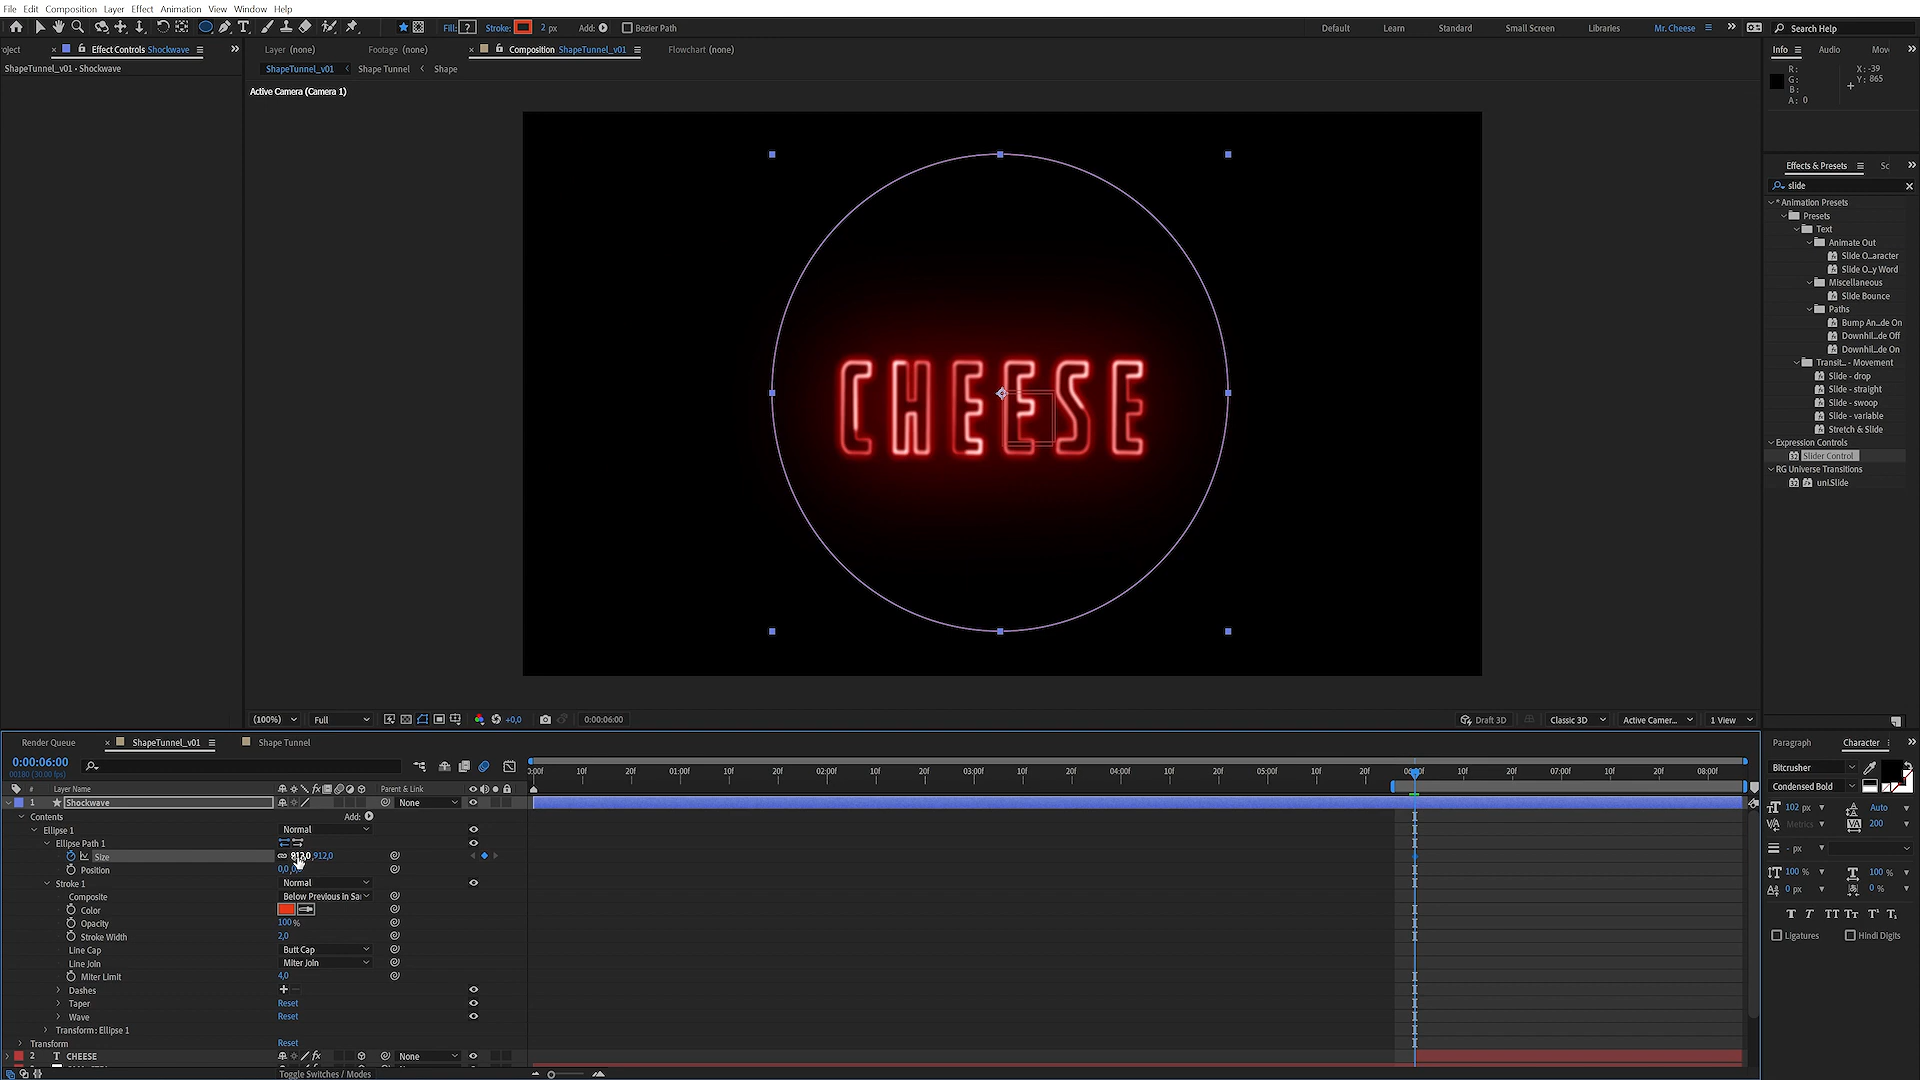 File Edit Composition Layer Effect Animation View Window Help
Fill: ? Stroke: 2 px Add: Bezier Path Default Learn Standard Small Screen Libraries Mr. Cheese Search Help
oject × Effect Controls Shockwave Layer (none) Footage (none) × Composition ShapeTunnel_v01 Flowchart (none) Info Audio Mov
ShapeTunnel_v01 • Shockwave ShapeTunnel_v01 Shape Tunnel Shape
Active Camera (Camera 1)
R: X: -39
G: Y: 865
B:
A: 0
Effects & Presets Sc
slide
* Animation Presets
Presets
Text
Animate Out
Slide O...aracter
Slide O...y Word
Miscellaneous
Slide Bounce
Paths
Bump An...de On
Downhil...de Off
Downhil...de On
Transit... - Movement
Slide - drop
Slide - straight
Slide - swoop
Slide - variable
Stretch & Slide
Expression Controls
Slider Control
RG Universe Transitions
uni.Slide
CHEESE
(100%) Full +0,0 0:00:06:00 Draft 3D Classic 3D Active Camer... 1 View
Render Queue × ShapeTunnel_v01 Shape Tunnel
0:00:06:00
00180 (30.00 fps)
# Layer Name Parent & Link
0:00f 10f 20f 01:00f 10f 20f 02:00f 10f 20f 03:00f 10f 20f 04:00f 10f 20f 05:00f 10f 20f 06:00f 10f 20f 07:00f 10f 20f 08:00f
1 Shockwave None
Contents Add:
Ellipse 1 Normal
Ellipse Path 1
Size 912,0,912,0
Position
Stroke 1 Normal
Composite Below Previous in Sa
Color
Opacity 100 %
Stroke Width 2,0
Line Cap Butt Cap
Line Join Miter Join
Miter Limit 4,0
Dashes
Taper Reset
Wave Reset
Transform: Ellipse 1
Transform Reset
2 T CHEESE None
Toggle Switches / Modes
Paragraph Character
Bitcrusher
Condensed Bold
102 px Auto
Metrics 200
- px
100 % 100 %
0 px 0 %
T T TT Tt T¹ T₁
Ligatures Hindi Digits